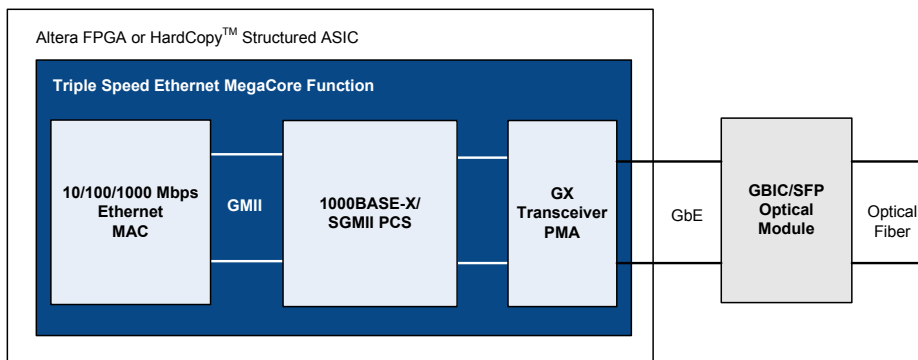 Altera FPGA or HardCopy™ Structured ASIC
Triple Speed Ethernet MegaCore Function
10/100/1000 Mbps
Ethernet
MAC
GMII
1000BASE-X/
SGMII PCS
GX
Transceiver
PMA
GbE
GBIC/SFP
Optical
Module
Optical
Fiber